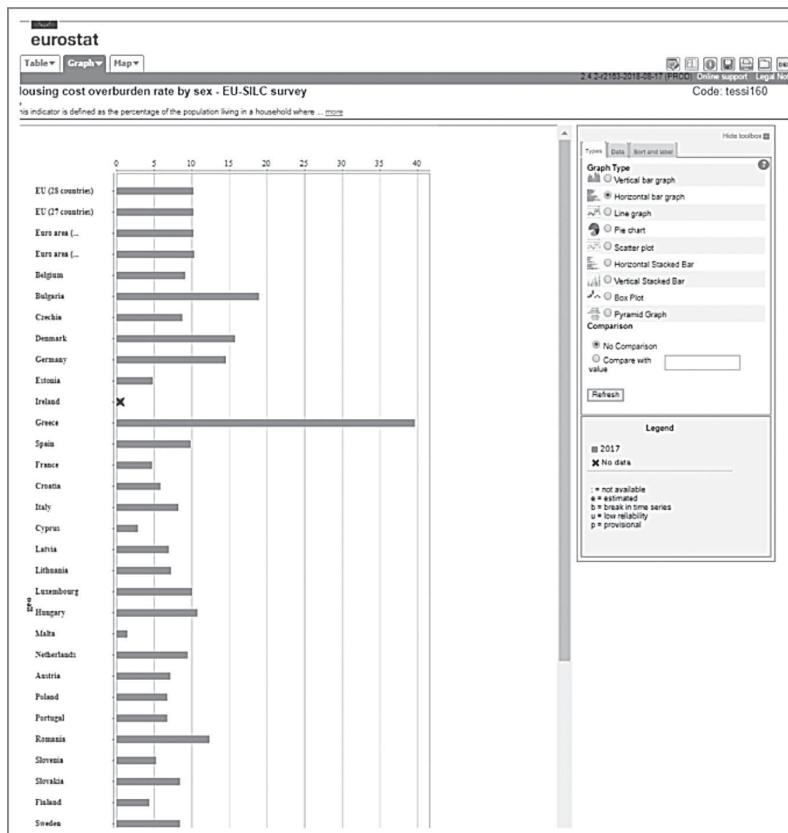 eurostat
Table Graph Map
2.4.2-r2163-2018-08-17 (PROD) Online support Legal Not
Housing cost overburden rate by sex - EU-SILC survey
Code: tessi160
his indicator is defined as the percentage of the population living in a household where ... more
0 5 10 15 20 25 30 35 40
EU (28 countries)
EU (27 countries)
Euro area (...
Euro area (...
Belgium
Bulgaria
Czechia
Denmark
Germany
Estonia
Ireland
Greece
Spain
France
Croatia
Italy
Cyprus
Latvia
Lithuania
Luxembourg
geo
Hungary
Malta
Netherlands
Austria
Poland
Portugal
Romania
Slovenia
Slovakia
Finland
Sweden
Hide toolbox
Types Data Sort and label
Graph Type
Vertical bar graph
Horizontal bar graph
Line graph
Pie chart
Scatter plot
Horizontal Stacked Bar
Vertical Stacked Bar
Box Plot
Pyramid Graph
Comparison
No Comparison
Compare with
value
Refresh
Legend
2017
No data
: = not available
e = estimated
b = break in time series
u = low reliability
p = provisional